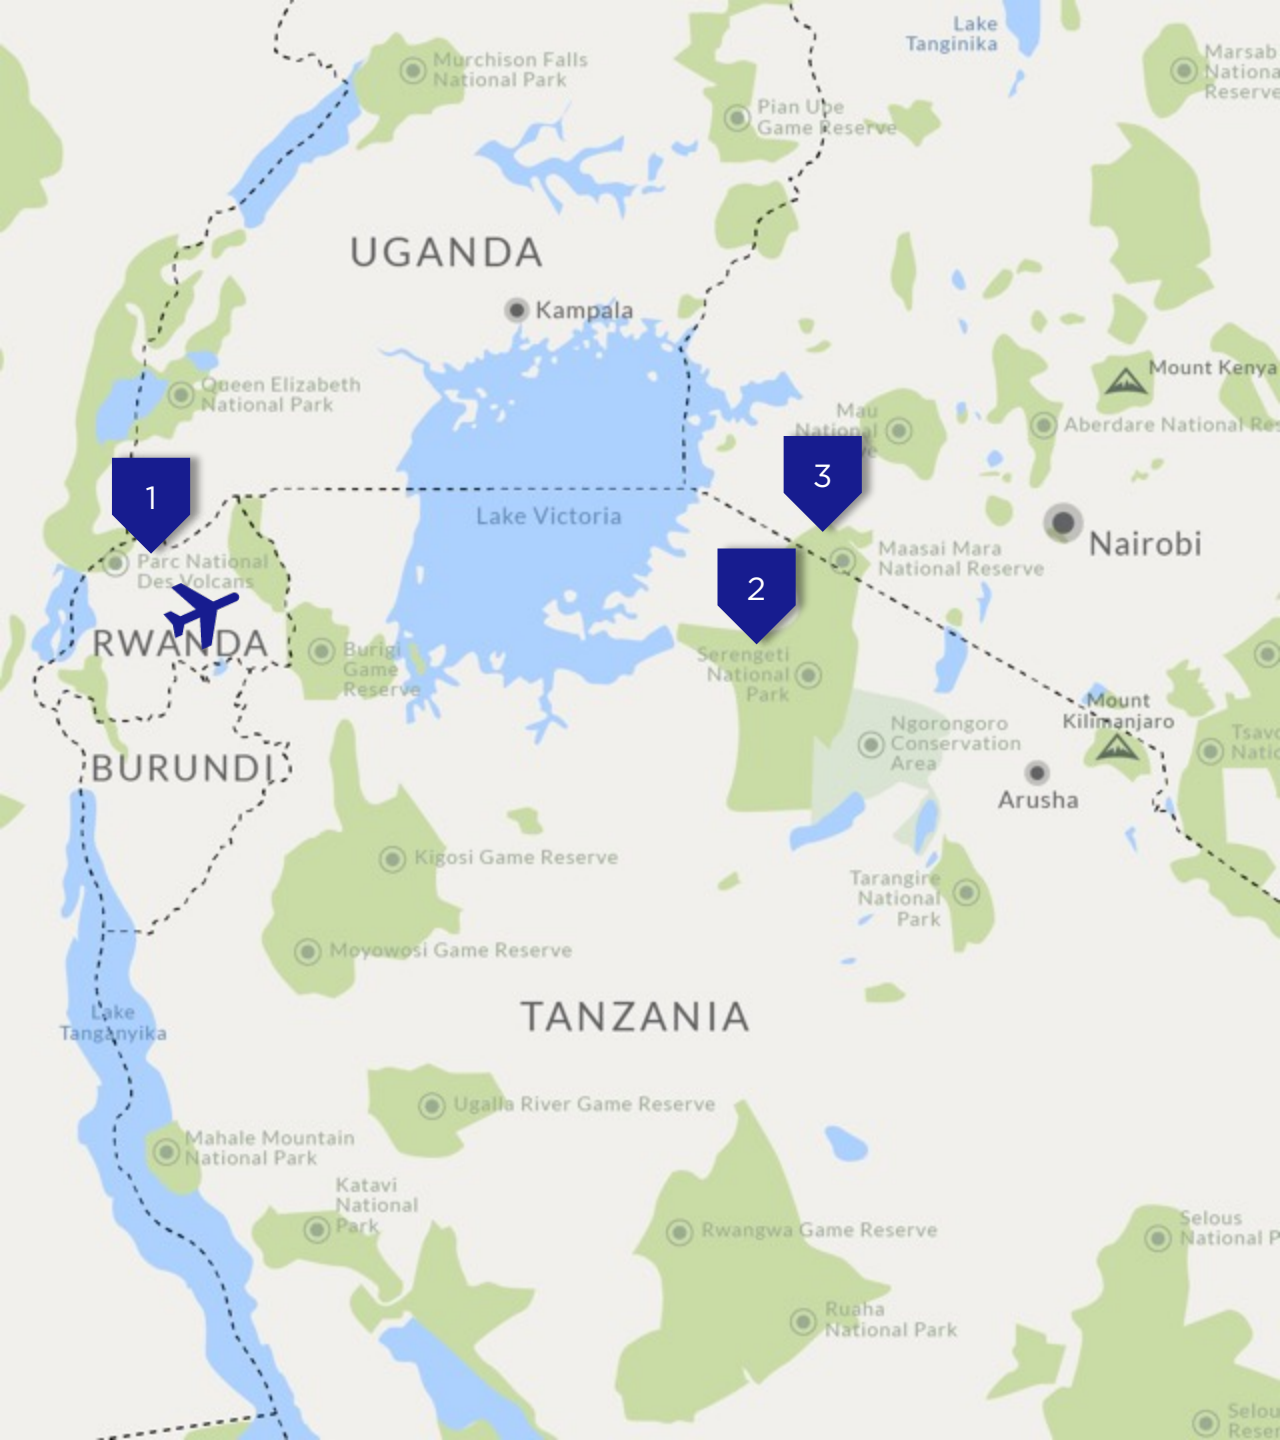 Lake
Tanginika
Murchison Falls
National Park
Marsab
Nationa
Reserve
Pian Upe
Game Reserve
UGANDA
Kampala
Mount Kenya
Queen Elizabeth
National Park
Mau
National
ve
Aberdare National Res
3
1
Lake Victoria
Nairobi
Parc National
Des Volcans
Maasai Mara
National Reserve
2
RWANDA
Burigi
Game
Reserve
Serengeti
National
Park
Mount
Kilimanjaro
Ngorongoro
Conservation
Area
Tsavo
Natio
BURUNDI
Arusha
Kigosi Game Reserve
Tarangire
National
Park
Moyowosi Game Reserve
TANZANIA
Lake
Tanganyika
Ugalla River Game Reserve
Mahale Mountain
National Park
Katavi
National
Park
Rwangwa Game Reserve
Selous
National P
Ruaha
National Park
Selou
Reser